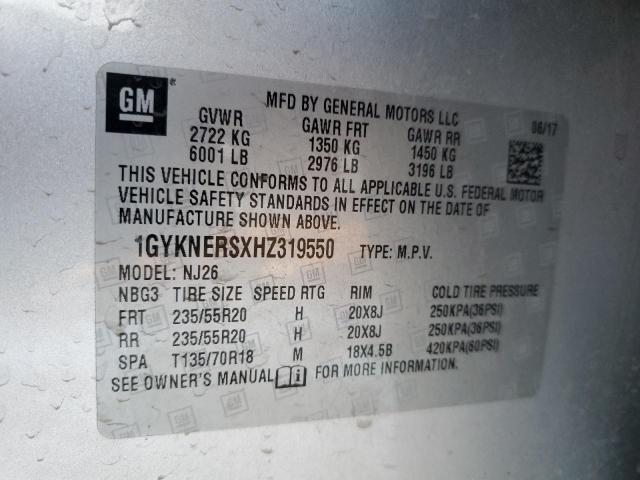 GM ®
MFD BY GENERAL MOTORS LLC 06/17
GVWR GAWR FRT GAWR RR
2722 KG 1350 KG 1450 KG
6001 LB 2976 LB 3196 LB
THIS VEHICLE CONFORMS TO ALL APPLICABLE U.S. FEDERAL MOTOR
VEHICLE SAFETY STANDARDS IN EFFECT ON THE DATE OF
MANUFACTURE SHOWN ABOVE.
1GYKNERSXHZ319550 TYPE: M.P.V.
MODEL: NJ26
NBG3 TIRE SIZE SPEED RTG RIM COLD TIRE PRESSURE
FRT 235/55R20 H 20X8J 250KPA(36PSI)
RR 235/55R20 H 20X8J 250KPA(36PSI)
SPA T135/70R18 M 18X4.5B 420KPA(60PSI)
SEE OWNER'S MANUAL FOR MORE INFORMATION.